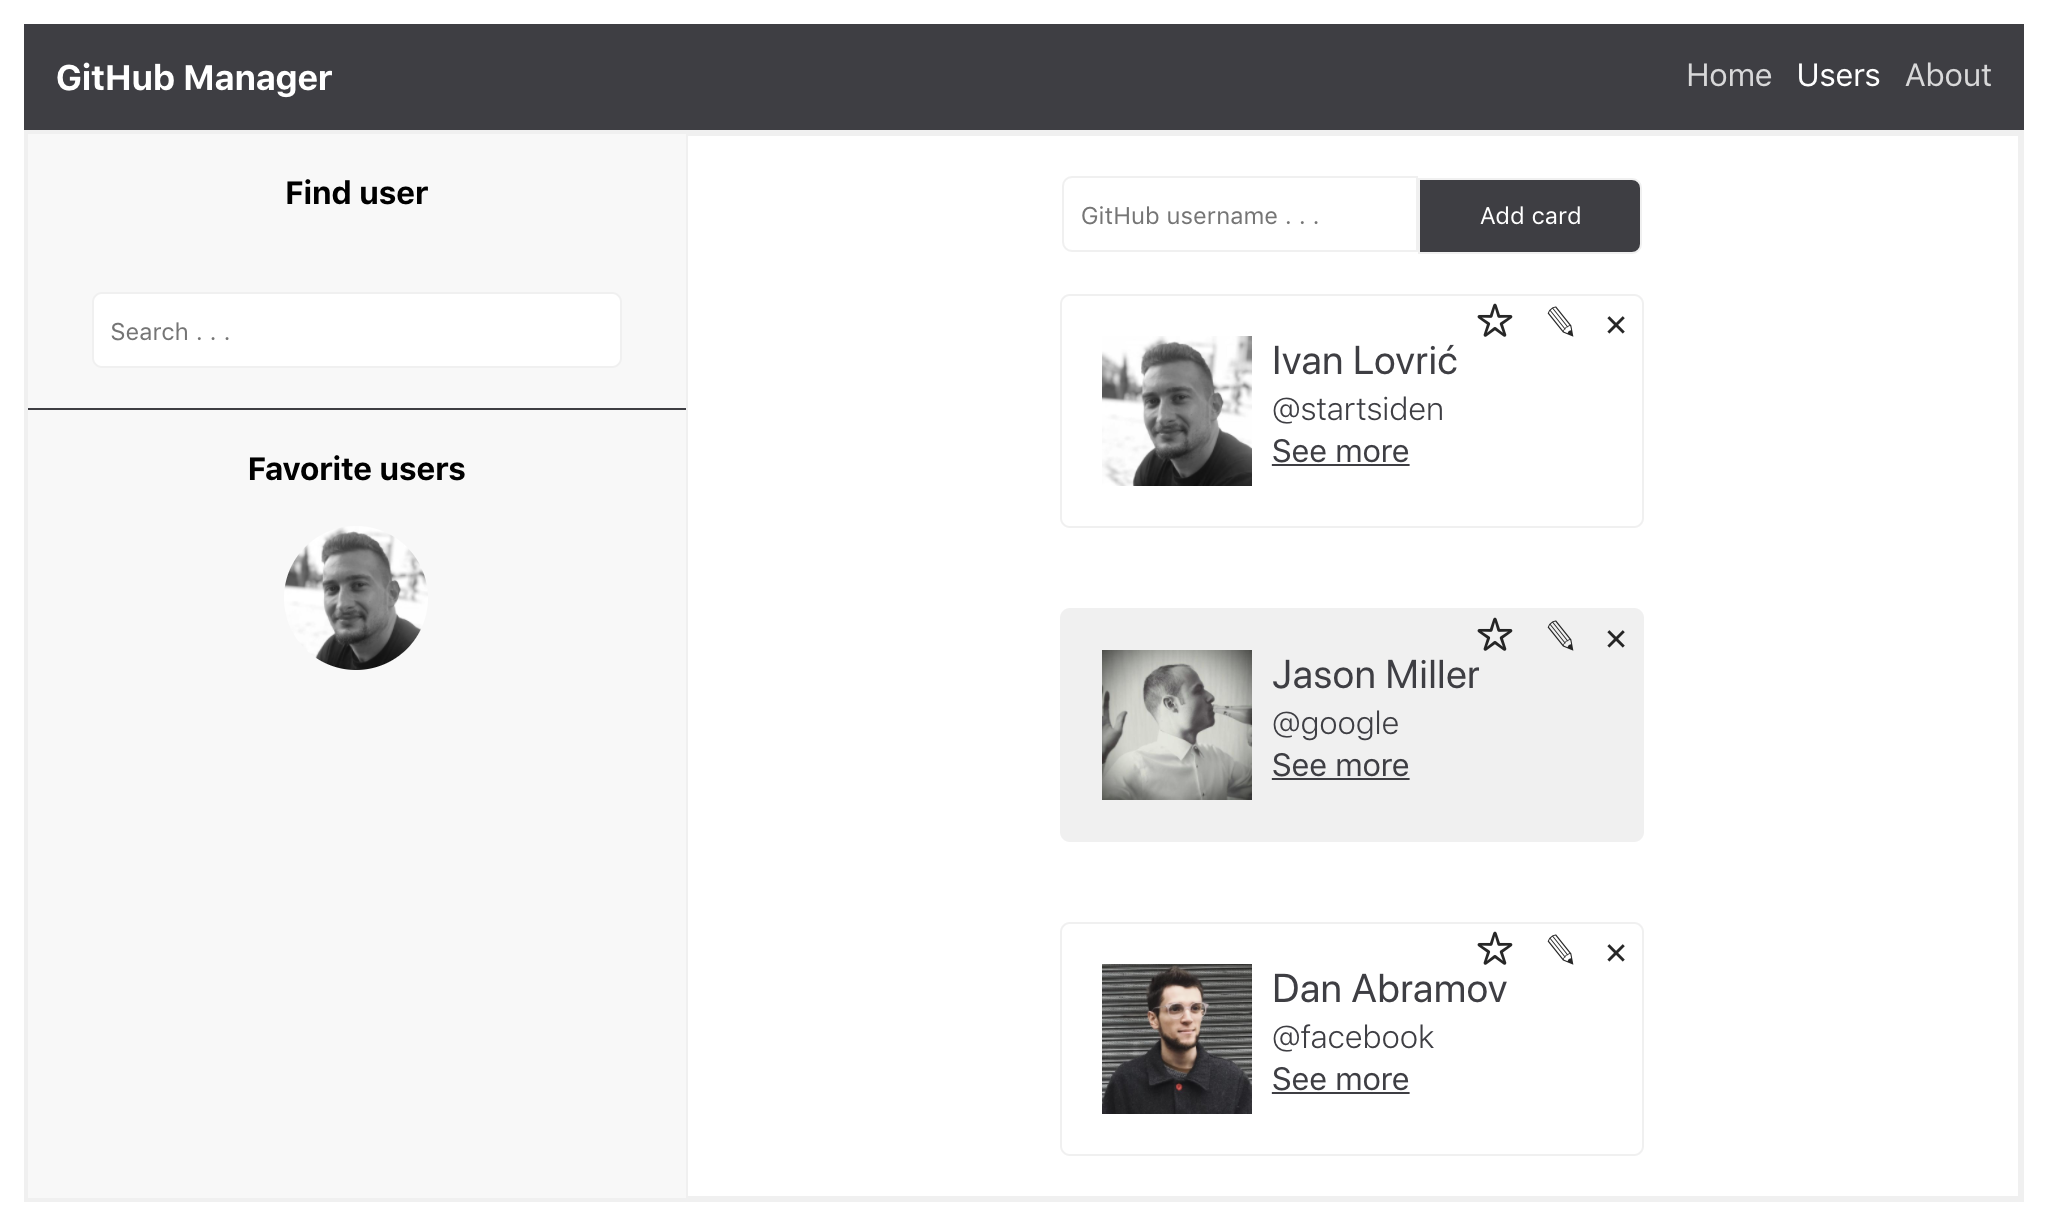 GitHub Manager
Home Users About
Find user
Search . . .
Favorite users
GitHub username . . .
Add card
Ivan Lovrić
@startsiden
See more
Jason Miller
@google
See more
Dan Abramov
@facebook
See more